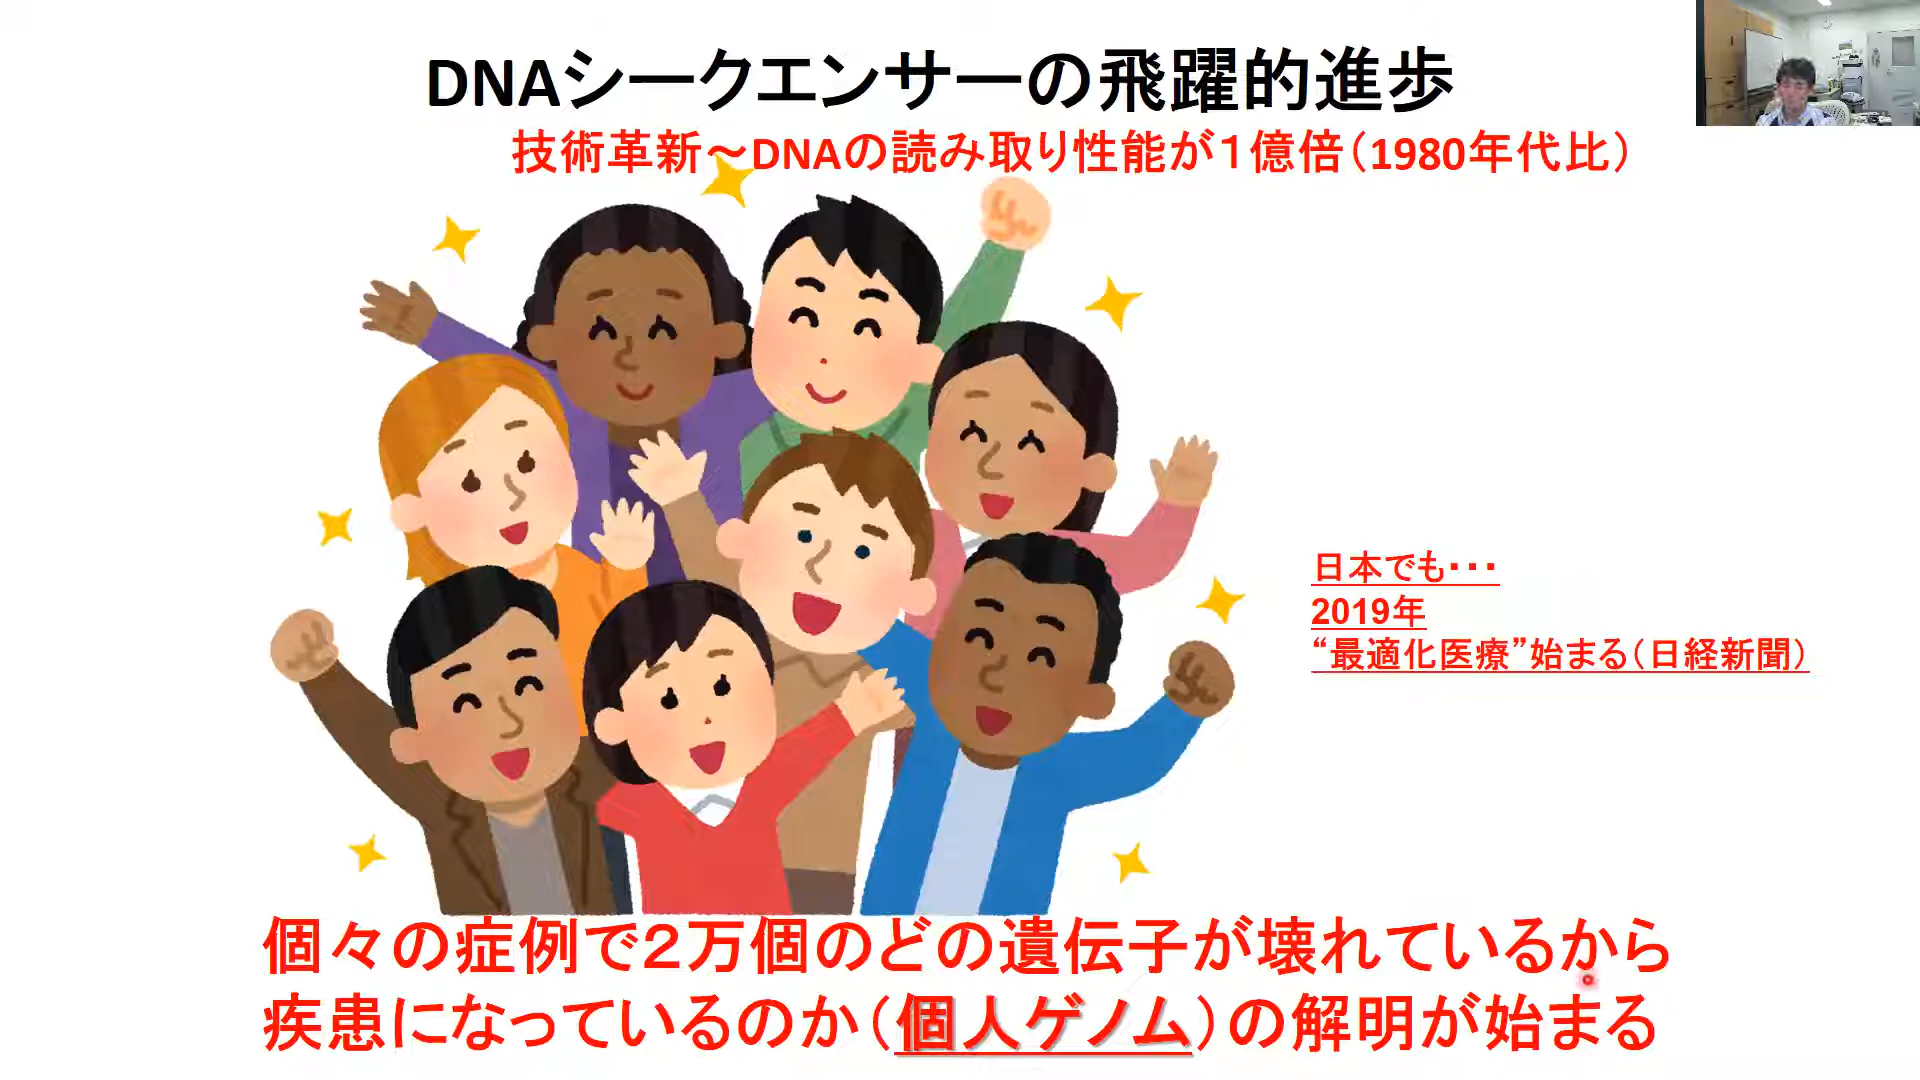 DNAシークエンサーの飛躍的進歩
技術革新～DNAの読み取り性能が１億倍（1980年代比）
日本でも・・・
2019年
“最適化医療”始まる（日経新聞）
個々の症例で２万個のどの遺伝子が壊れているから
疾患になっているのか（個人ゲノム）の解明が始まる